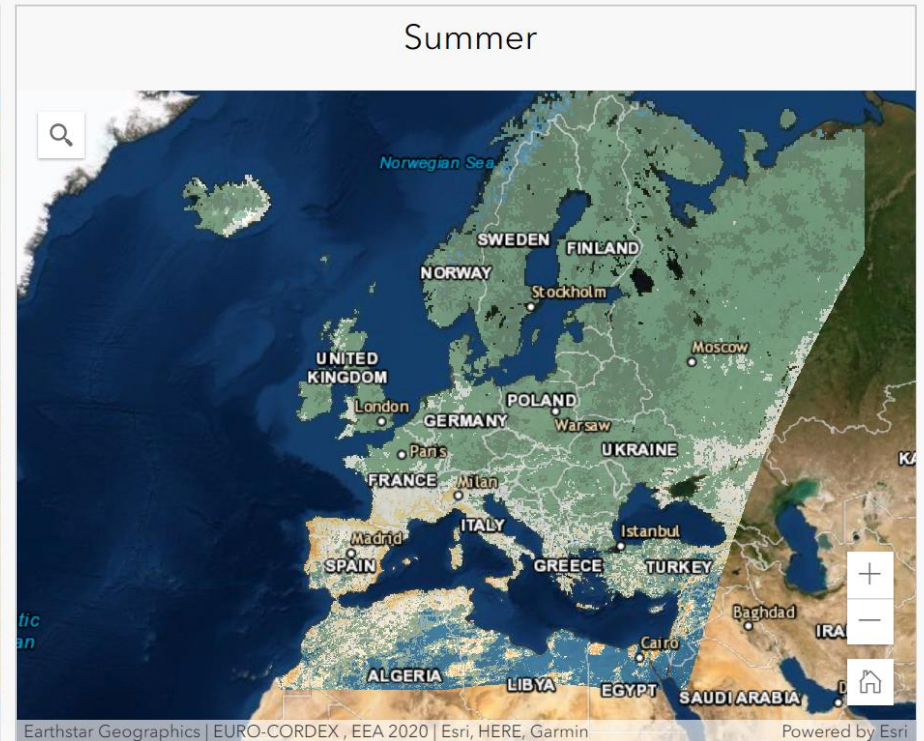 Summer
Norwegian Sea
SWEDEN
FINLAND
NORWAY
Stockholm
Moscow
UNITED
KINGDOM
London
POLAND
GERMANY
Warsaw
Paris
UKRAINE
FRANCE
Milan
ITALY
Istanbul
Madrid
SPAIN
GREECE
TURKEY
Baghdad
Cairo
ALGERIA
LIBYA
EGYPT
SAUDI ARABIA
Earthstar Geographics | EURO-CORDEX , EEA 2020 | Esri, HERE, Garmin
Powered by Esri